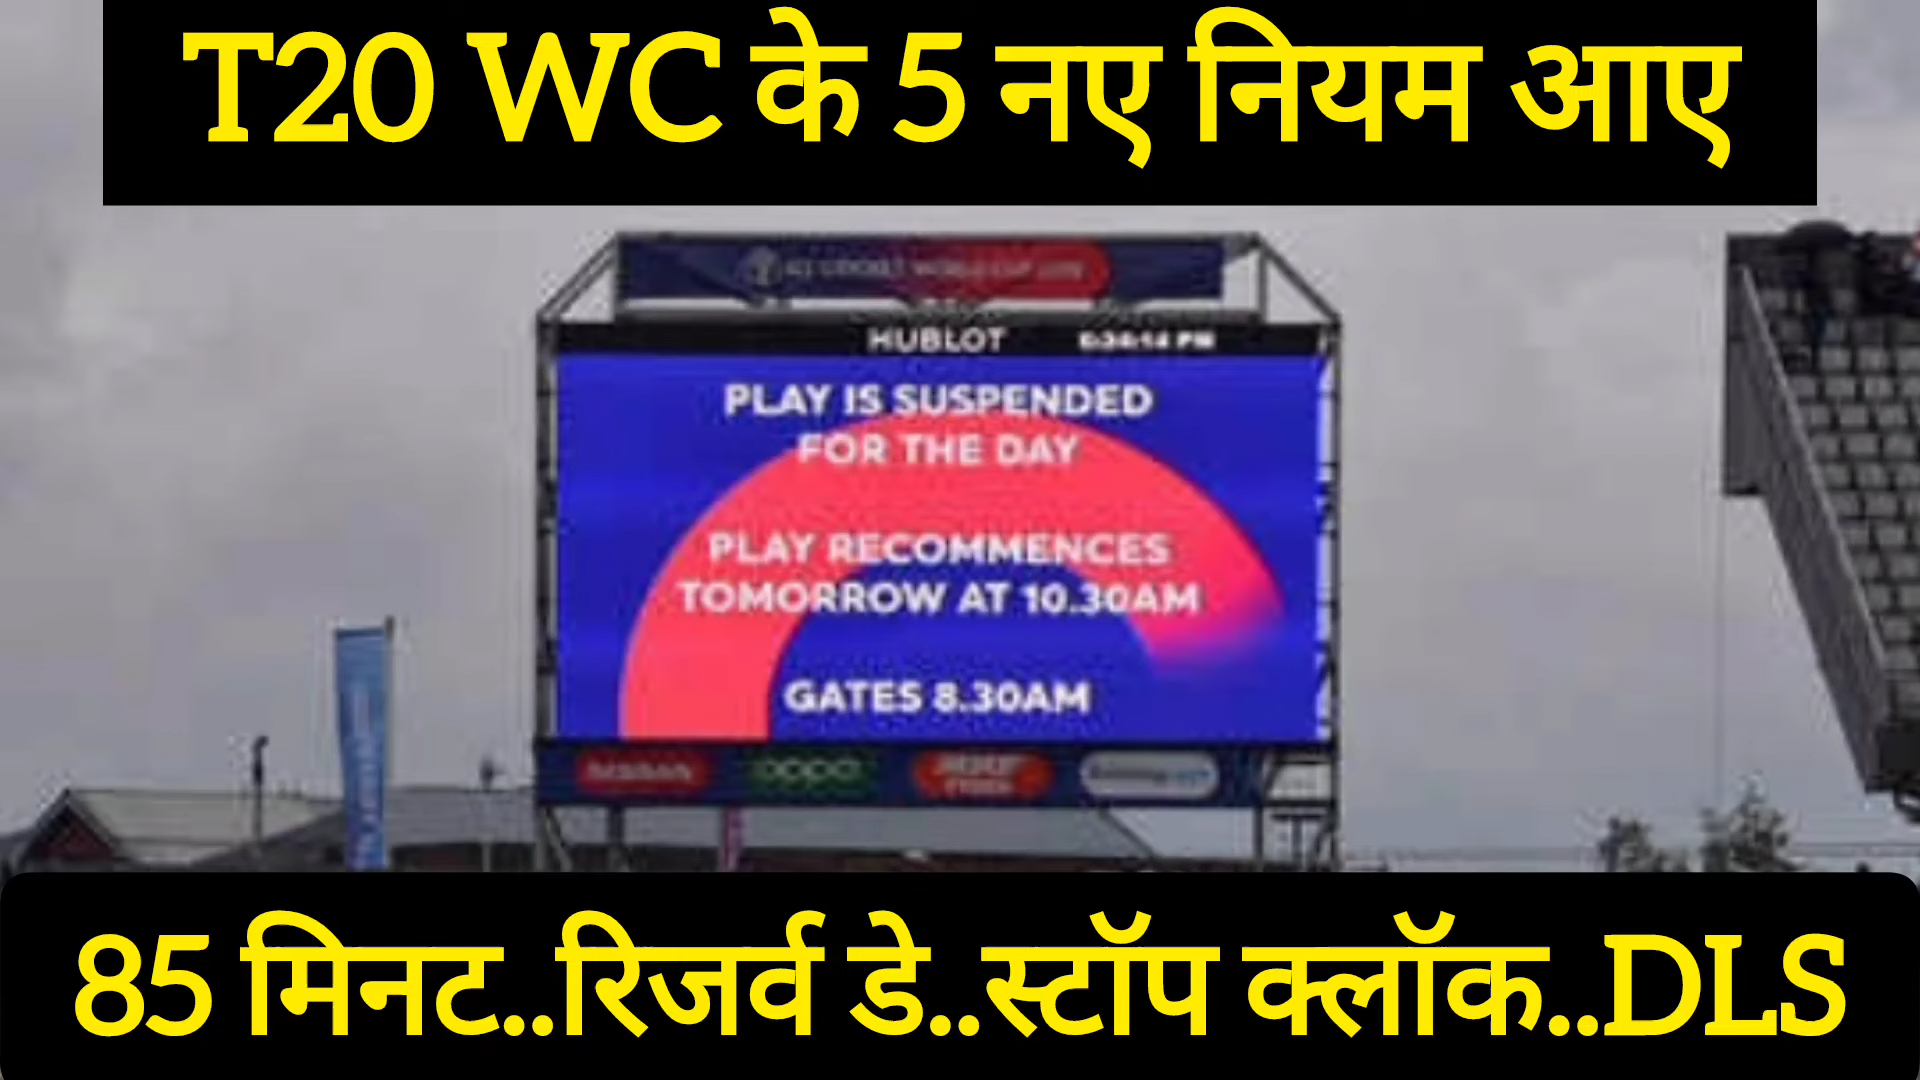 T20 WC के 5 नए नियम आए
HUBLOT
PLAY IS SUSPENDED
FOR THE DAY
PLAY RECOMMENCES
TOMORROW AT 10.30AM
GATES 8.30AM
oppo
85 मिनट..रिजर्व डे..स्टॉप क्लॉक..DLS